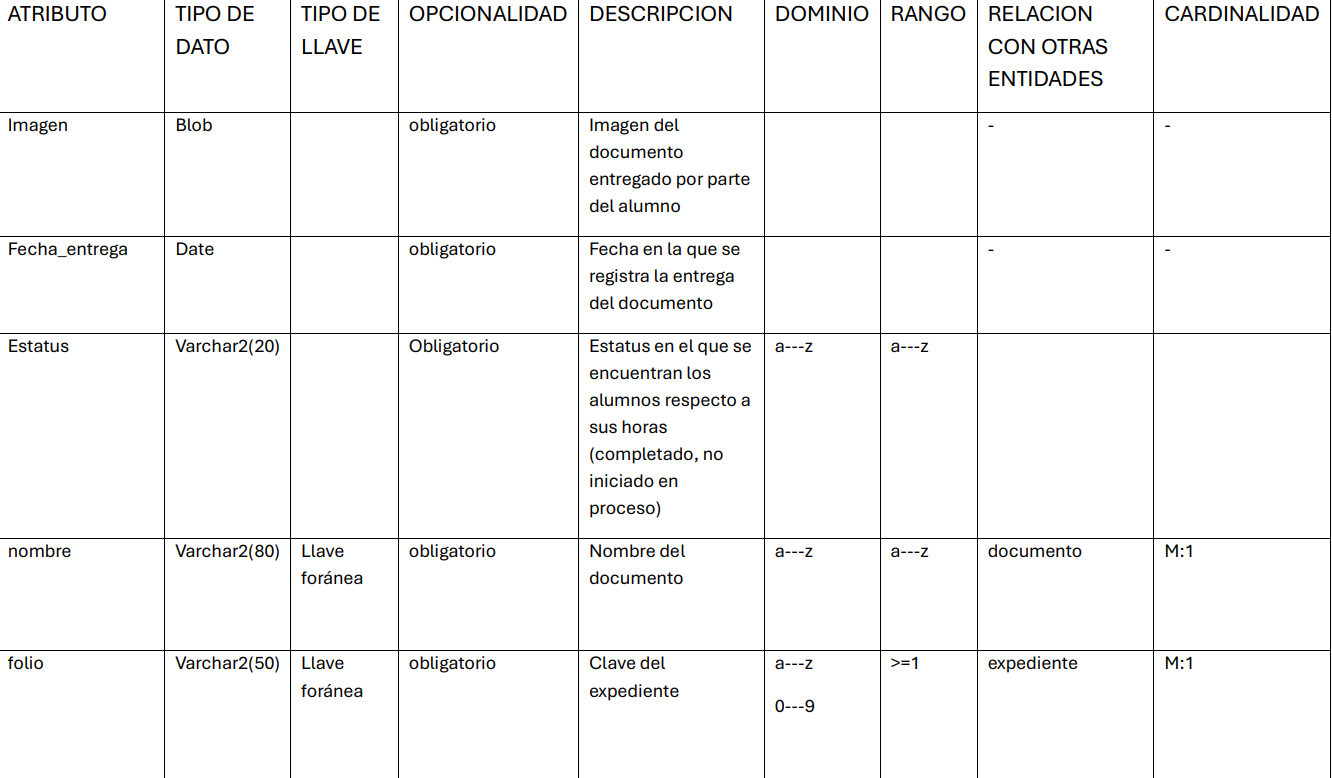 ATRIBUTO
TIPO DE
DATO
TIPO DE
LLAVE
OPCIONALIDAD
DESCRIPCION
DOMINIO
RANGO
RELACION
CON OTRAS
ENTIDADES
CARDINALIDAD
Imagen
Blob
obligatorio
Imagen del
documento
entregado por parte
del alumno
-
-
Fecha_entrega
Date
obligatorio
Fecha en la que se
registra la entrega
del documento
-
-
Estatus
Varchar2(20)
Obligatorio
Estatus en el que se
encuentran los
alumnos respecto a
sus horas
(completado, no
iniciado en
proceso)
a---z
a---z
nombre
Varchar2(80)
Llave
foránea
obligatorio
Nombre del
documento
a---z
a---z
documento
M:1
folio
Varchar2(50)
Llave
foránea
obligatorio
Clave del
expediente
a---z
0---9
>=1
expediente
M:1